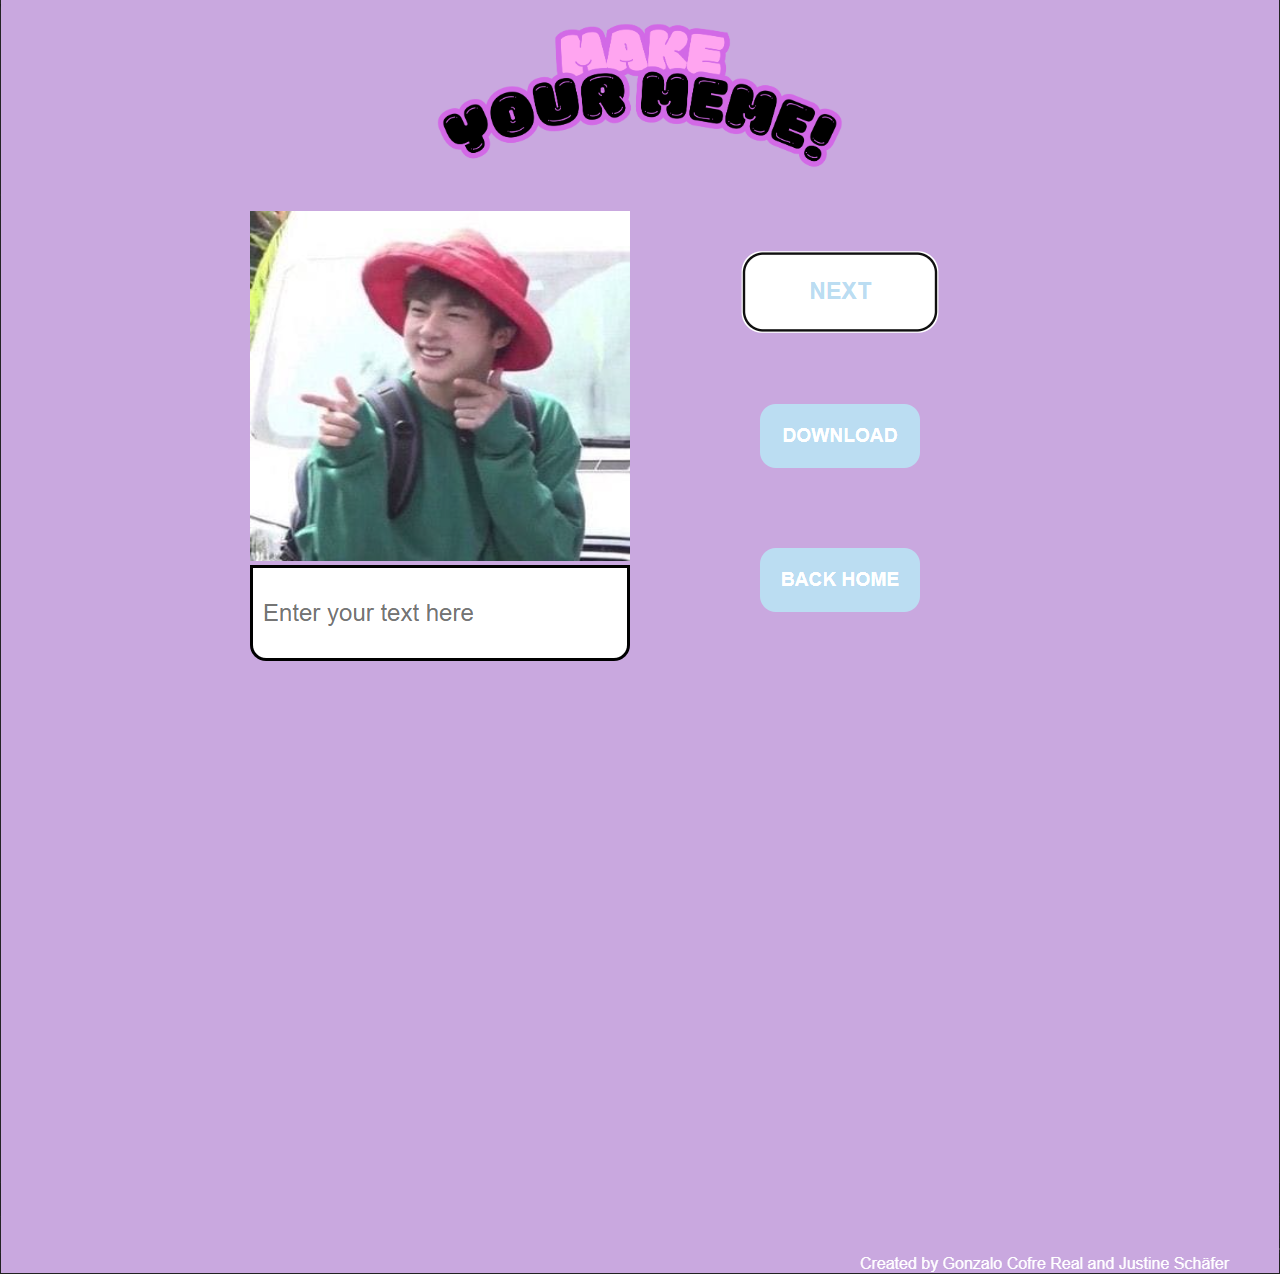 MAKE
YOUR MEME!
NEXT
DOWNLOAD
BACK HOME
Enter your text here
Created by Gonzalo Cofre Real and Justine Schäfer